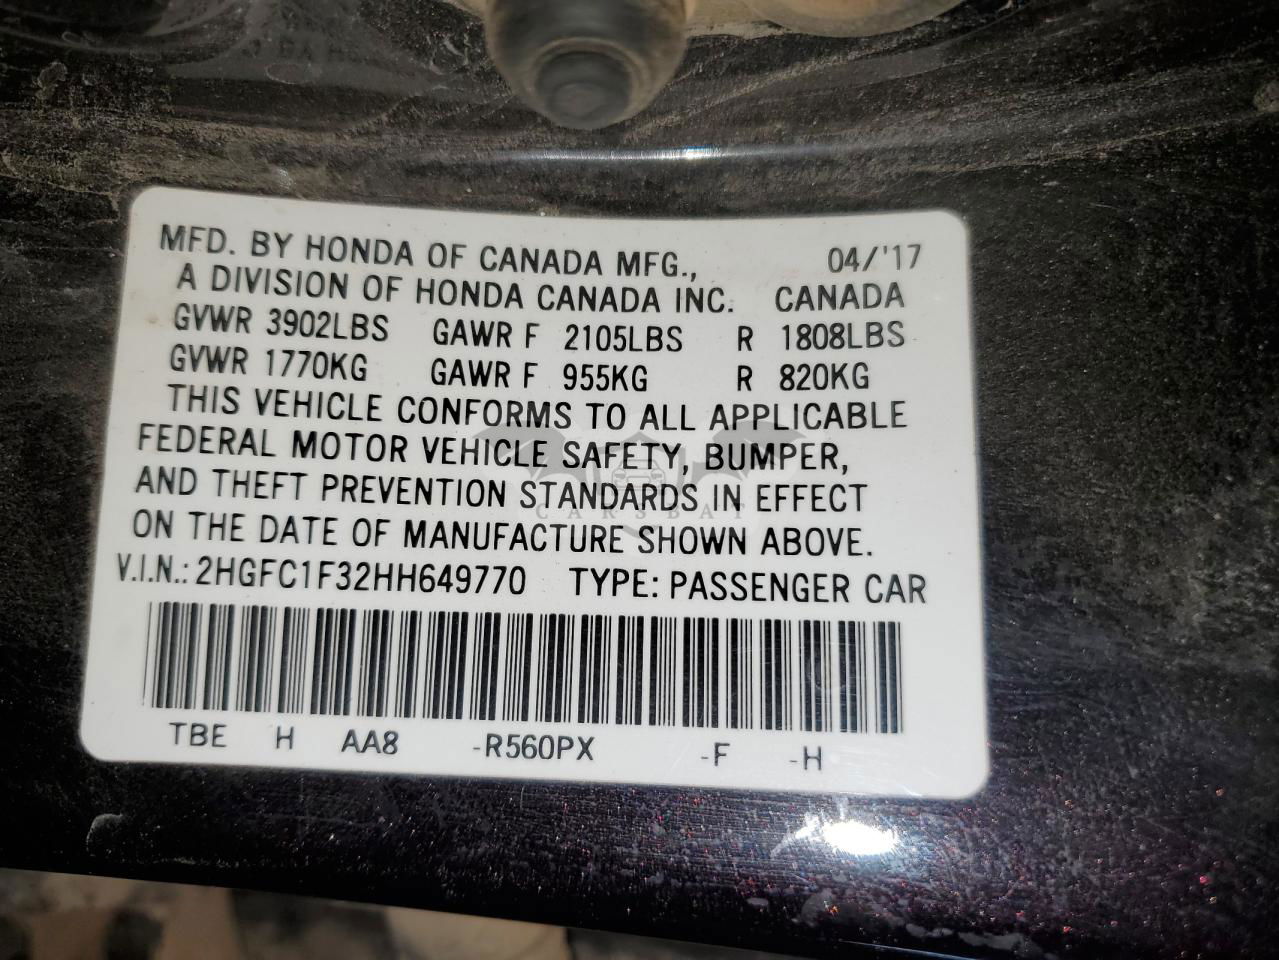 MFD. BY HONDA OF CANADA MFG., 04/'17
A DIVISION OF HONDA CANADA INC. CANADA
GVWR 3902LBS GAWR F 2105LBS R 1808LBS
GVWR 1770KG GAWR F 955KG R 820KG
THIS VEHICLE CONFORMS TO ALL APPLICABLE
FEDERAL MOTOR VEHICLE SAFETY, BUMPER,
AND THEFT PREVENTION STANDARDS IN EFFECT
CARSBAT
ON THE DATE OF MANUFACTURE SHOWN ABOVE.
V.I.N.: 2HGFC1F32HH649770 TYPE: PASSENGER CAR
TBE H AA8 -R560PX -F -H